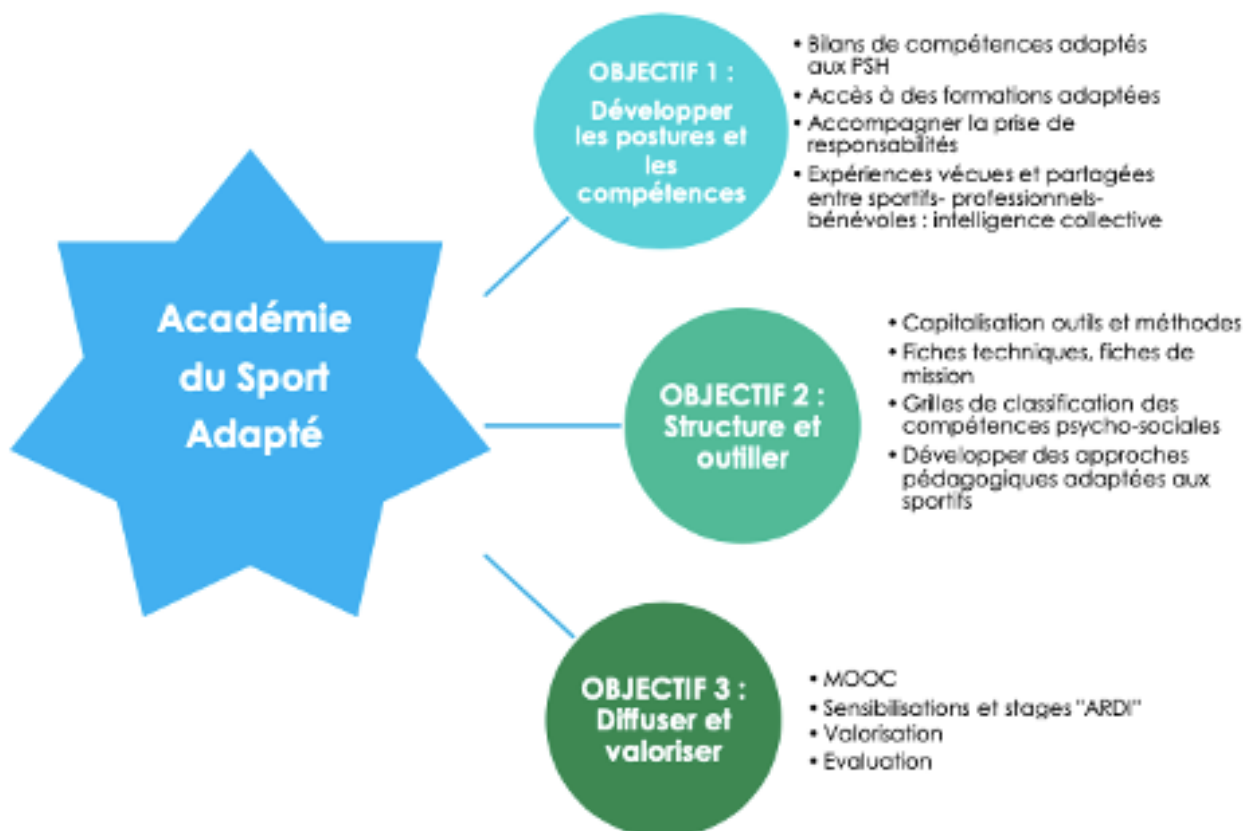 Académie
du Sport
Adapté
OBJECTIF 1 :
Développer
les postures et
les
compétences
• Bilans de compétences adaptés
aux PSH
• Accès à des formations adaptées
• Accompagner la prise de
responsabilités
• Expériences vécues et partagées
entre sportifs- professionnels-
bénévoles : intelligence collective
OBJECTIF 2 :
Structure et
outiller
• Capitalisation outils et méthodes
• Fiches techniques, fiches de
mission
• Grilles de classification des
compétences psycho-sociales
• Développer des approches
pédagogiques adaptées aux
sportifs
OBJECTIF 3 :
Diffuser et
valoriser
• MOOC
• Sensibilisations et stages "ARDI"
• Valorisation
• Evaluation